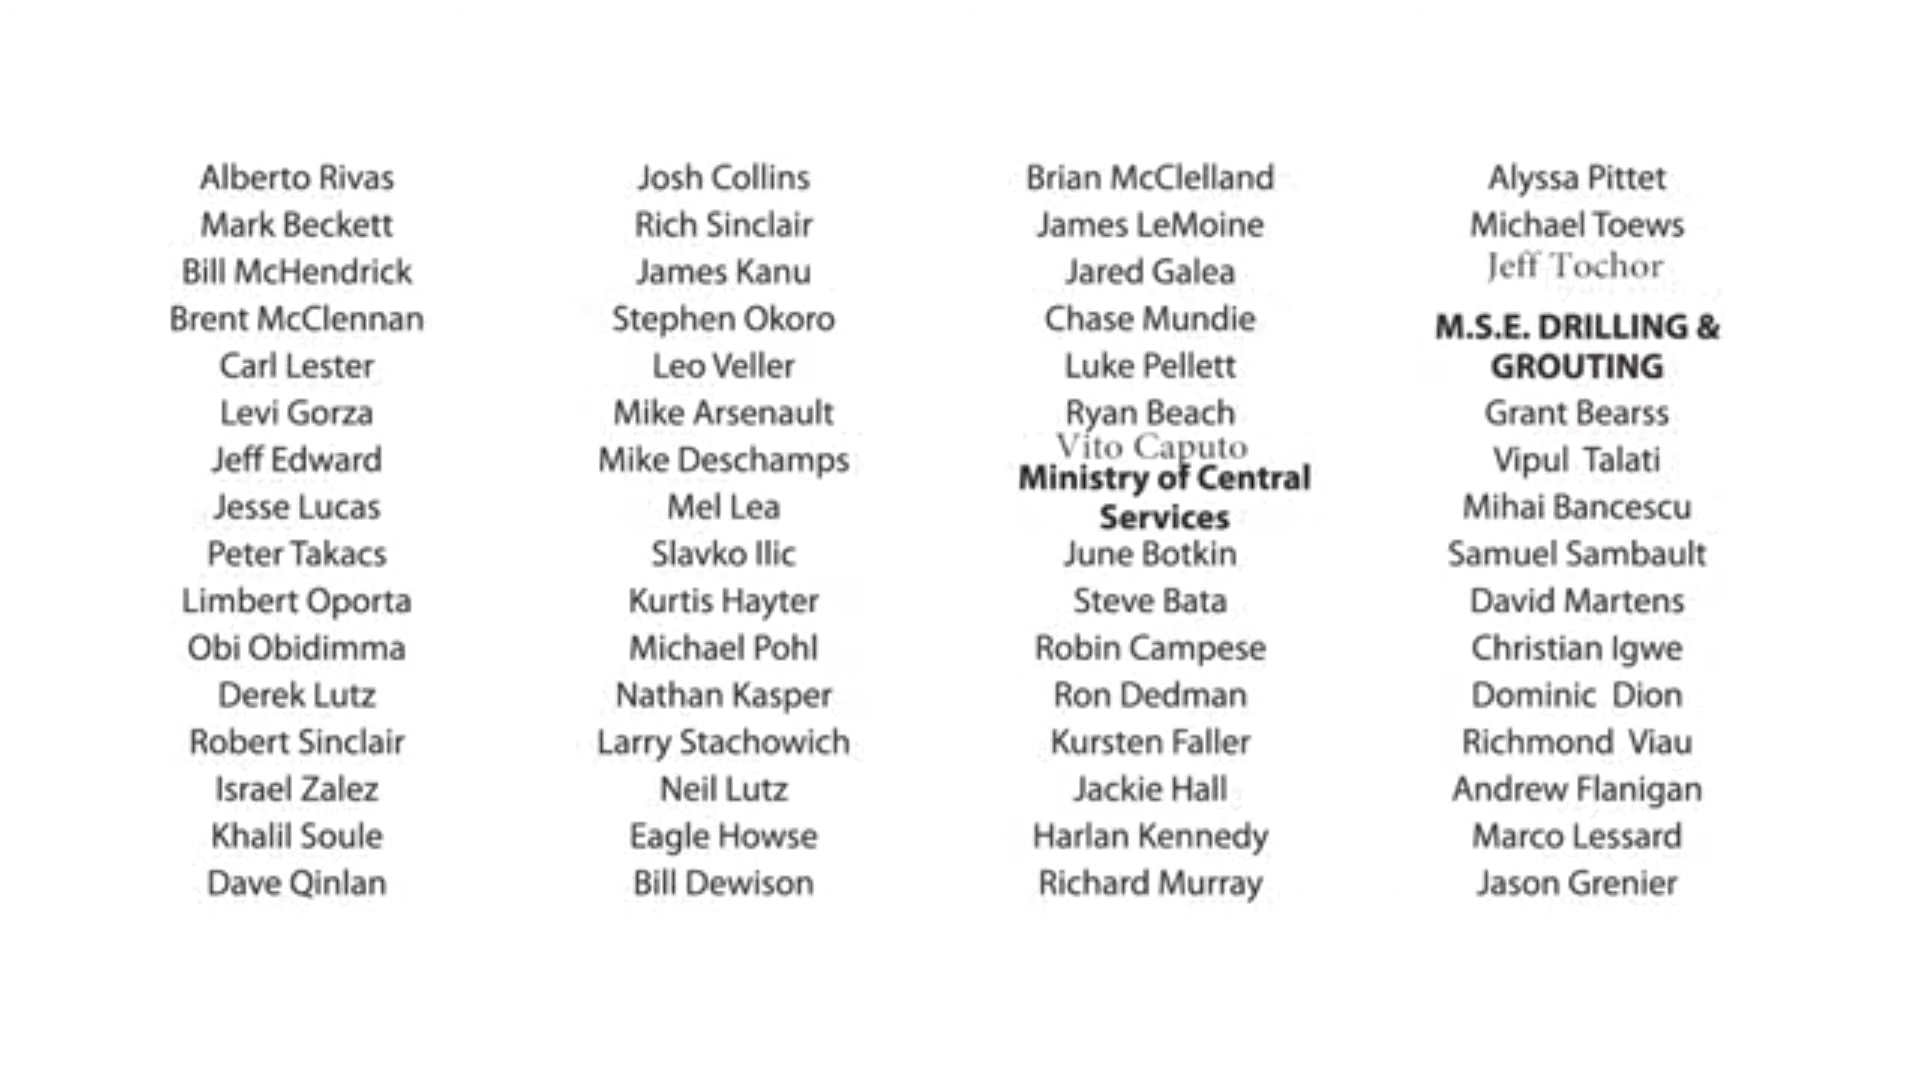 Alberto Rivas
Mark Beckett
Bill McHendrick
Brent McClennan
Carl Lester
Levi Gorza
Jeff Edward
Jesse Lucas
Peter Takacs
Limbert Oporta
Obi Obidimma
Derek Lutz
Robert Sinclair
Israel Zalez
Khalil Soule
Dave Qinlan
Josh Collins
Rich Sinclair
James Kanu
Stephen Okoro
Leo Veller
Mike Arsenault
Mike Deschamps
Mel Lea
Slavko Ilic
Kurtis Hayter
Michael Pohl
Nathan Kasper
Larry Stachowich
Neil Lutz
Eagle Howse
Bill Dewison
Brian McClelland
James LeMoine
Jared Galea
Chase Mundie
Luke Pellett
Ryan Beach
Vito Caputo
Ministry of Central
Services
June Botkin
Steve Bata
Robin Campese
Ron Dedman
Kursten Faller
Jackie Hall
Harlan Kennedy
Richard Murray
Alyssa Pittet
Michael Toews
Jeff Tochor
M.S.E. DRILLING &
GROUTING
Grant Bearss
Vipul Talati
Mihai Bancescu
Samuel Sambault
David Martens
Christian Igwe
Dominic Dion
Richmond Viau
Andrew Flanigan
Marco Lessard
Jason Grenier